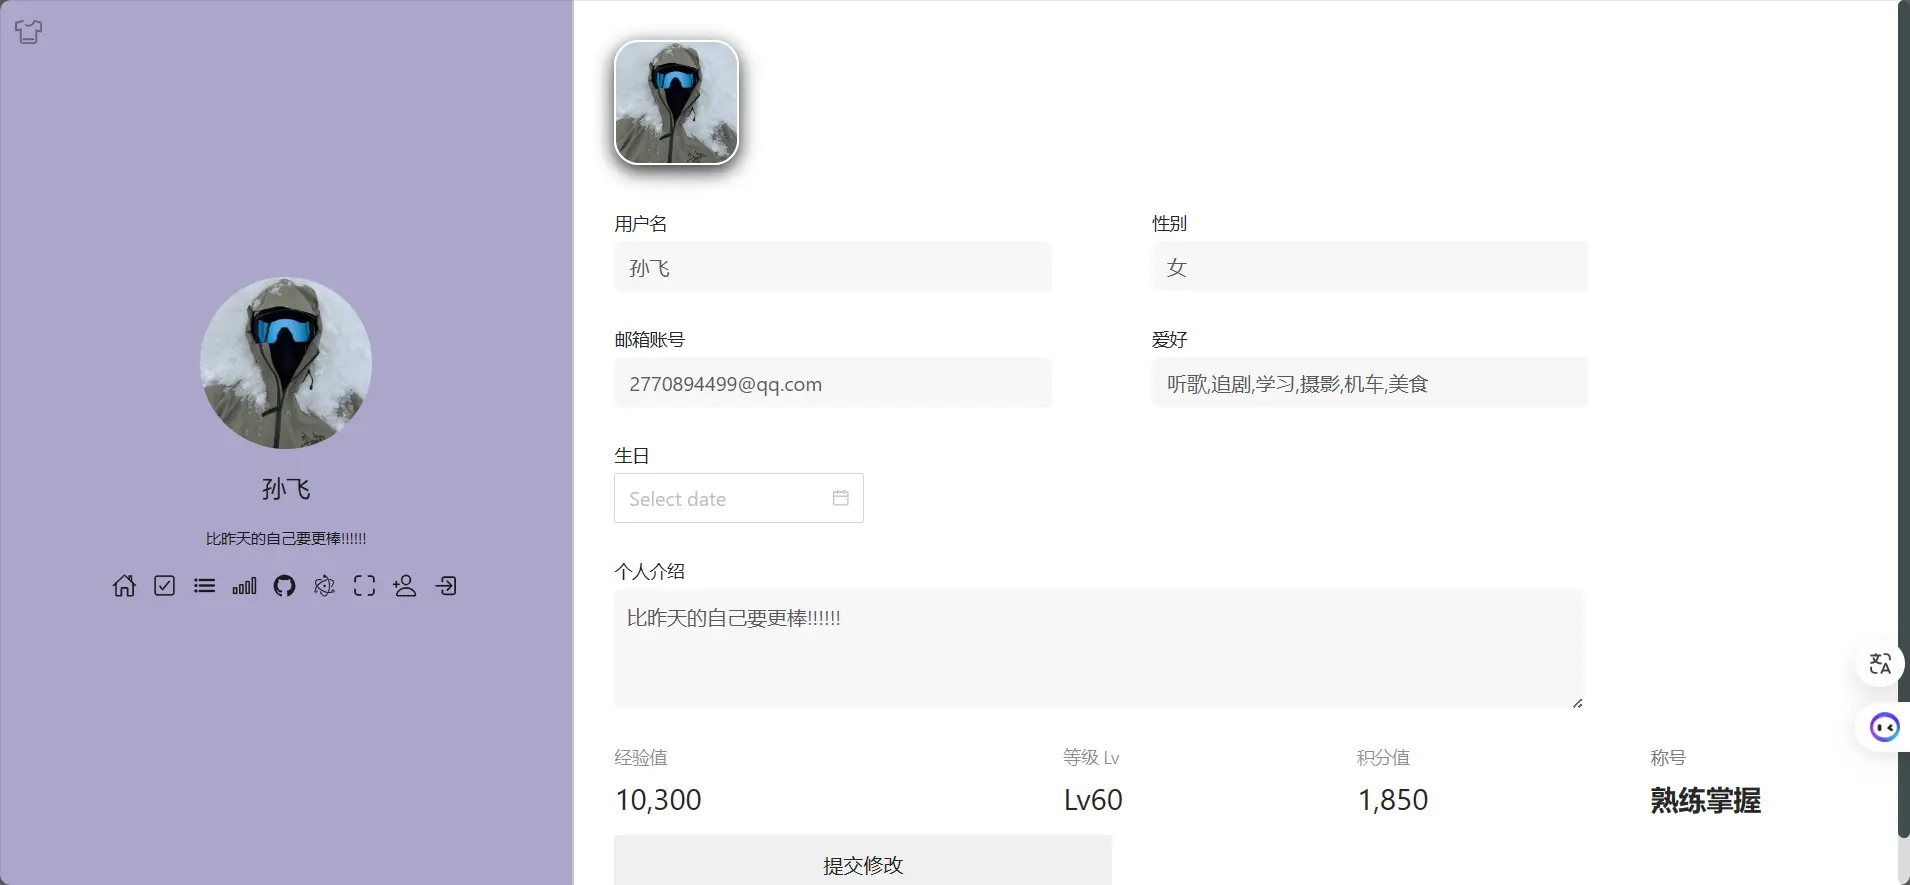 孙飞
比昨天的自己要更棒!!!!!!
用户名
孙飞
性别
女
邮箱账号
2770894499@qq.com
爱好
听歌,追剧,学习,摄影,机车,美食
生日
Select date
个人介绍
比昨天的自己要更棒!!!!!!
经验值
10,300
等级 Lv
Lv60
积分值
1,850
称号
熟练掌握
提交修改